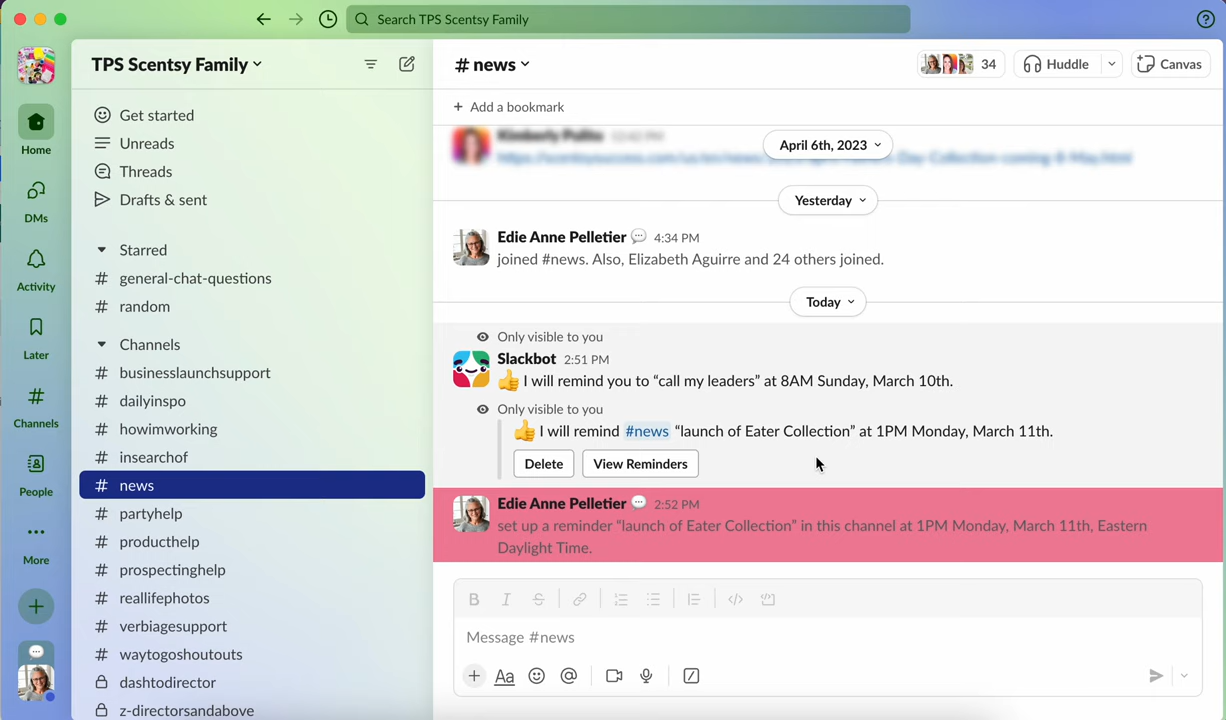 Search TPS Scentsy Family
TPS Scentsy Family
# news
34
Huddle
Canvas
Home
DMs
Activity
Later
Channels
People
More
Get started
Unreads
Threads
Drafts & sent
Starred
# general-chat-questions
# random
Channels
# businesslaunchsupport
# dailyinspo
# howimworking
# insearchof
# news
# partyhelp
# producthelp
# prospectinghelp
# reallifephotos
# verbiagesupport
# waytogoshoutouts
dashtodirector
z-directorsandabove
+ Add a bookmark
April 6th, 2023
Yesterday
Edie Anne Pelletier 4:34 PM
joined #news. Also, Elizabeth Aguirre and 24 others joined.
Today
Only visible to you
Slackbot 2:51 PM
👍 I will remind you to “call my leaders” at 8AM Sunday, March 10th.
Only visible to you
👍 I will remind #news “launch of Eater Collection” at 1PM Monday, March 11th.
Delete View Reminders
Edie Anne Pelletier 2:52 PM
set up a reminder “launch of Eater Collection” in this channel at 1PM Monday, March 11th, Eastern
Daylight Time.
B I S
Message #news
+ Aa @